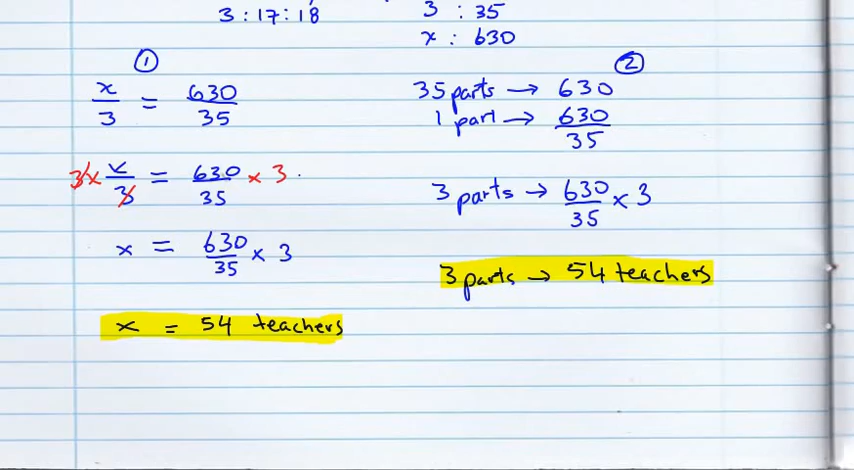 3 : 17 : 18
3 : 35
x : 630
①
x/3 = 630/35
3 × x/3 = 630/35 × 3
x = 630/35 × 3
x = 54 teachers
②
35 parts → 630
1 part → 630/35
3 parts → 630/35 × 3
3 parts → 54 teachers